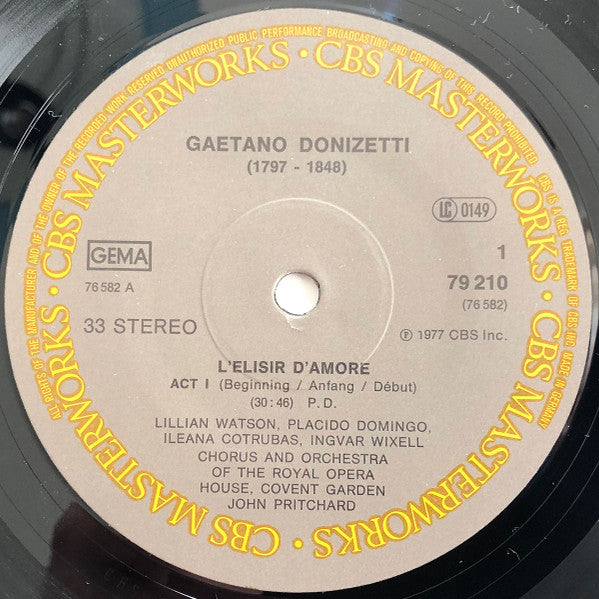 ALL RIGHTS OF THE MANUFACTURER AND OF THE OWNER OF THE RECORDED WORK RESERVED. UNAUTHORIZED PUBLIC PERFORMANCE BROADCASTING AND COPYING OF THIS RECORD PROHIBITED. CBS IS A REG TRADEMARK OF CBS INC. MADE IN GERMANY
CBS MASTERWORKS • CBS MASTERWORKS • CBS MASTERWORKS • CBS MASTERWORKS •
GAETANO DONIZETTI
(1797 - 1848)
LC 0149
GEMA
1
76 582 A
79 210
(76 582)
33 STEREO
Ⓟ 1977 CBS Inc.
L'ELISIR D'AMORE
ACT I (Beginning / Anfang / Début)
(30:46) P.D.
LILLIAN WATSON, PLACIDO DOMINGO,
ILEANA COTRUBAS, INGVAR WIXELL
CHORUS AND ORCHESTRA
OF THE ROYAL OPERA
HOUSE, COVENT GARDEN
JOHN PRITCHARD